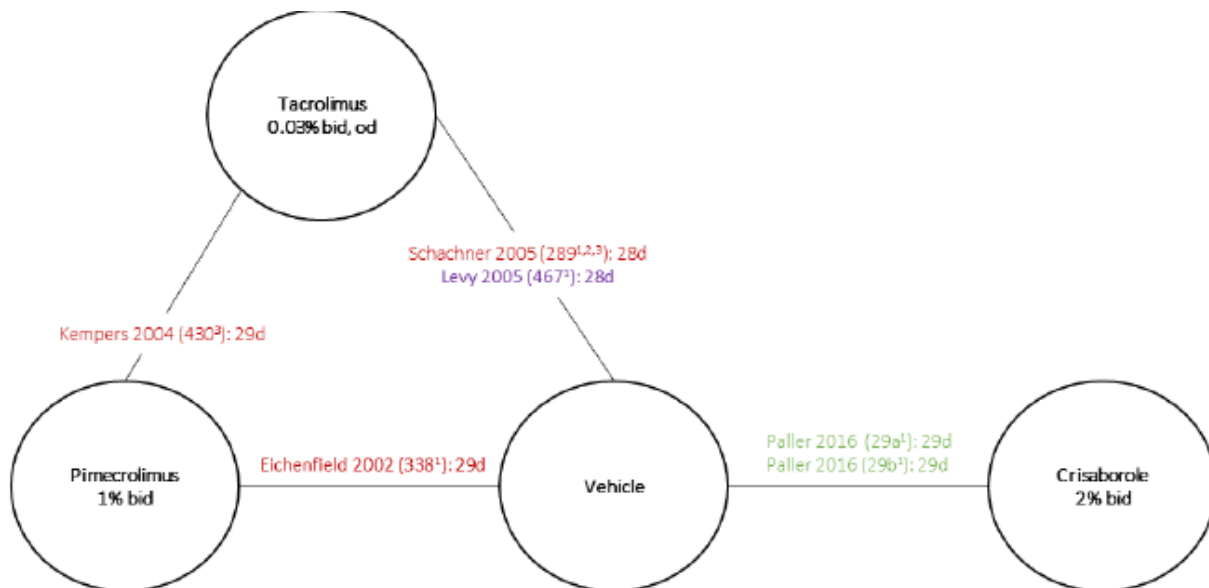 Tacrolimus
0.03% bid, od
Schachner 2005 (289¹,²,³): 28d
Levy 2005 (467¹): 28d
Kempers 2004 (430³): 29d
Pimecrolimus
1% bid
Eichenfield 2002 (338¹): 29d
Vehicle
Paller 2016 (29a¹): 29d
Paller 2016 (29b¹): 29d
Crisaborole
2% bid